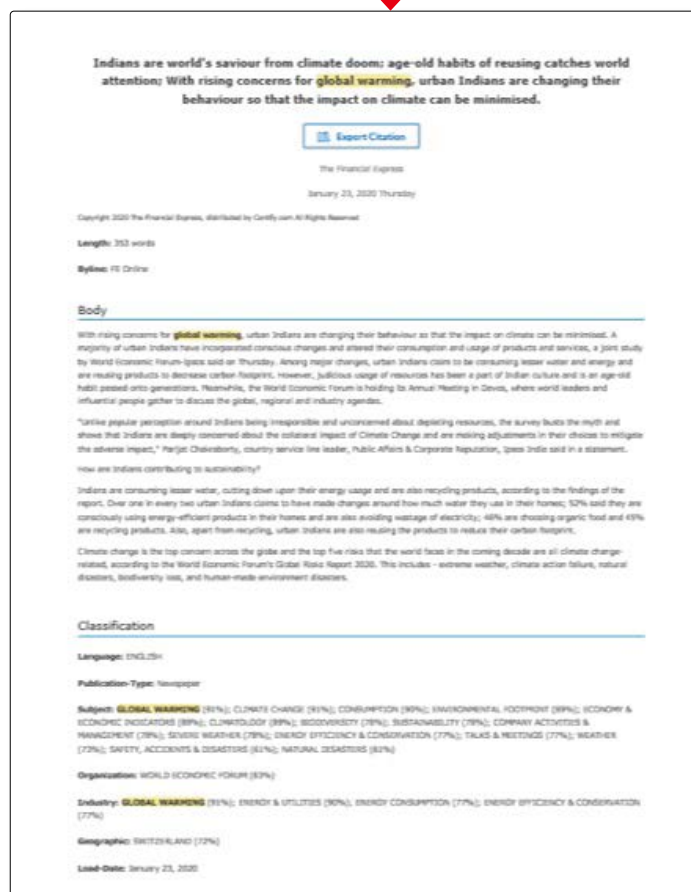 Indians are world's saviour from climate doom; age-old habits of reusing catches world
attention; With rising concerns for global warming, urban Indians are changing their
behaviour so that the impact on climate can be minimised.
Export Citation
The Financial Express
January 23, 2020 Thursday
Copyright 2020 The Financial Express, distributed by Contify.com All Rights Reserved
Length: 353 words
Byline: FE Online
Body
With rising concerns for global warming, urban Indians are changing their behaviour so that the impact on climate can be minimised. A
majority of urban Indians have incorporated conscious changes and altered their consumption and usage of products and services, a joint study
by World Economic Forum-Ipsos said on Thursday. Among major changes, urban Indians claim to be consuming lesser water and energy and
are reusing products to decrease carbon footprint. However, judicious usage of resources has been a part of Indian culture and is an age-old
habit passed onto generations. Meanwhile, the World Economic Forum is holding its Annual Meeting in Davos, where world leaders and
influential people gather to discuss the global, regional and industry agendas.
"Unlike popular perception around Indians being irresponsible and unconcerned about depleting resources, the survey busts the myth and
shows that Indians are deeply concerned about the collateral impact of Climate Change and are making adjustments in their choices to mitigate
the adverse impact," Parijat Chakraborty, country service line leader, Public Affairs & Corporate Reputation, Ipsos India said in a statement.
How are Indians contributing to sustainability?
Indians are consuming lesser water, cutting down upon their energy usage and are also recycling products, according to the findings of the
report. Over one in every two urban Indians claims to have made changes around how much water they use in their homes; 52% said they are
consciously using energy-efficient products in their homes and are also avoiding wastage of electricity; 46% are choosing organic food and 45%
are recycling products. Also, apart from recycling, urban Indians are also reusing the products to reduce their carbon footprint.
Climate change is the top concern across the globe and the top five risks that the world faces in the coming decade are all climate change-
related, according to the World Economic Forum's Global Risks Report 2020. This includes - extreme weather, climate action failure, natural
disasters, biodiversity loss, and human-made environment disasters.
Classification
Language: ENGLISH
Publication-Type: Newspaper
Subject: GLOBAL WARMING (91%); CLIMATE CHANGE (91%); CONSUMPTION (90%); ENVIRONMENTAL FOOTPRINT (89%); ECONOMY &
ECONOMIC INDICATORS (89%); CLIMATOLOGY (89%); BIODIVERSITY (78%); SUSTAINABILITY (78%); COMPANY ACTIVITIES &
MANAGEMENT (78%); SEVERE WEATHER (78%); ENERGY EFFICIENCY & CONSERVATION (77%); TALKS & MEETINGS (77%); WEATHER
(73%); SAFETY, ACCIDENTS & DISASTERS (61%); NATURAL DISASTERS (61%)
Organization: WORLD ECONOMIC FORUM (83%)
Industry: GLOBAL WARMING (91%); ENERGY & UTILITIES (90%); ENERGY CONSUMPTION (77%); ENERGY EFFICIENCY & CONSERVATION
(77%)
Geographic: SWITZERLAND (72%)
Load-Date: January 23, 2020